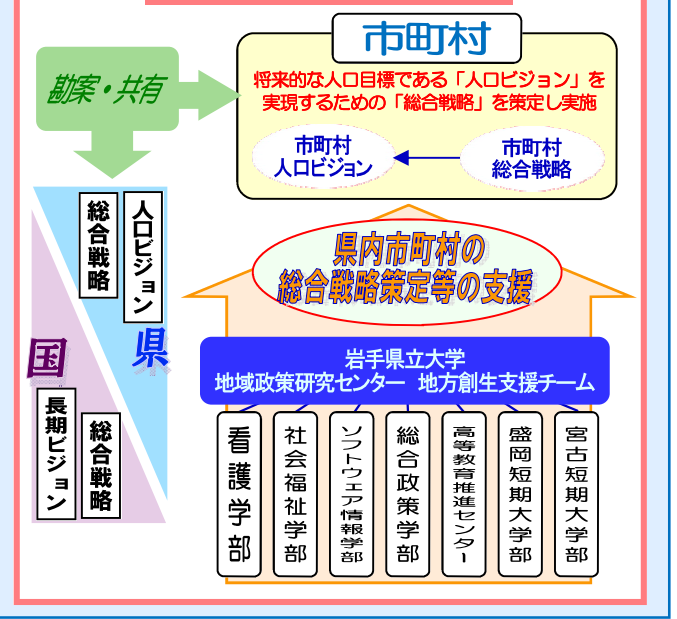 市町村
将来的な人口目標である「人口ビジョン」を
実現するための「総合戦略」を策定し実施
市町村
人口ビジョン
市町村
総合戦略
勘案・共有
総合戦略
人口ビジョン
県
国
長期ビジョン
総合戦略
県内市町村の
総合戦略策定等の支援
岩手県立大学
地域政策研究センター 地方創生支援チーム
看護学部
社会福祉学部
ソフトウェア情報学部
総合政策学部
高等教育推進センター
盛岡短期大学部
宮古短期大学部